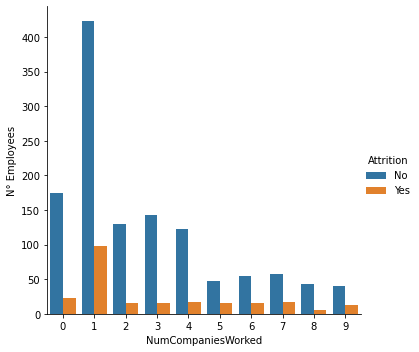 400
350
300
250
200
150
100
50
0
N° Employees
0 1 2 3 4 5 6 7 8 9
NumCompaniesWorked
Attrition
No
Yes